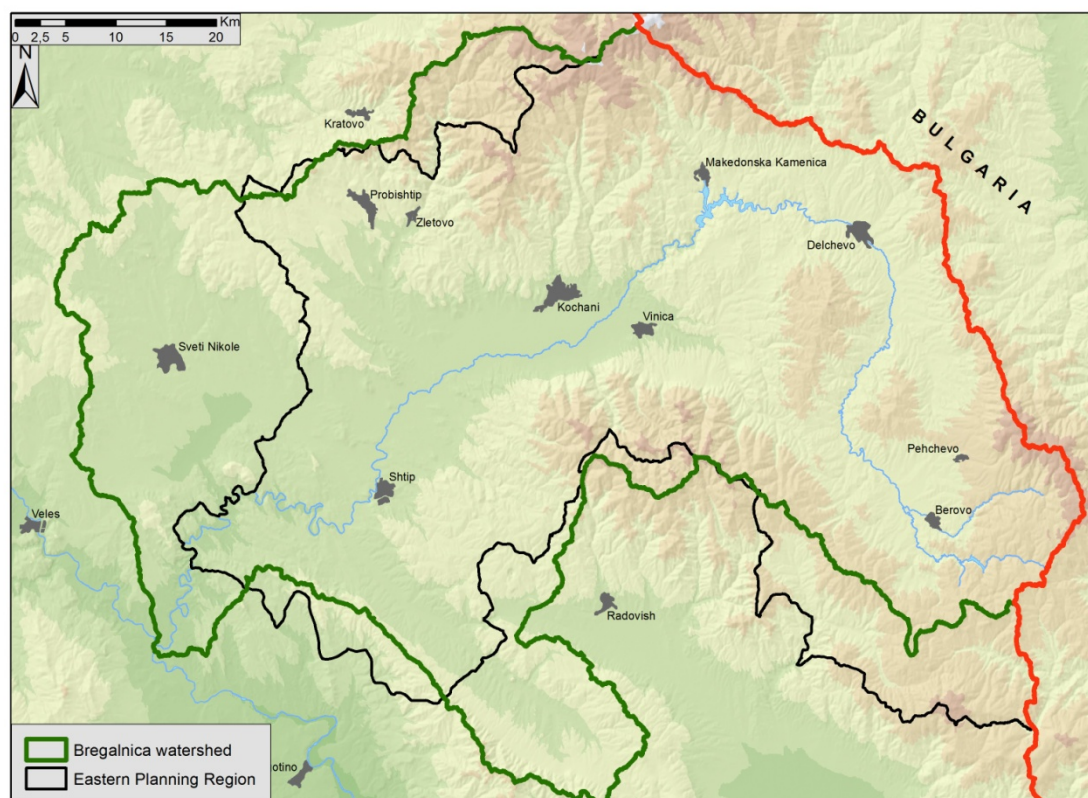 Km
0 2,5 5 10 15 20
N
BULGARIA
Kratovo
Makedonska Kamenica
Probishtip
Zletovo
Delchevo
Kochani
Vinica
Sveti Nikole
Pehchevo
Shtip
Veles
Berovo
Radovish
Bregalnica watershed
Eastern Planning Region
otino